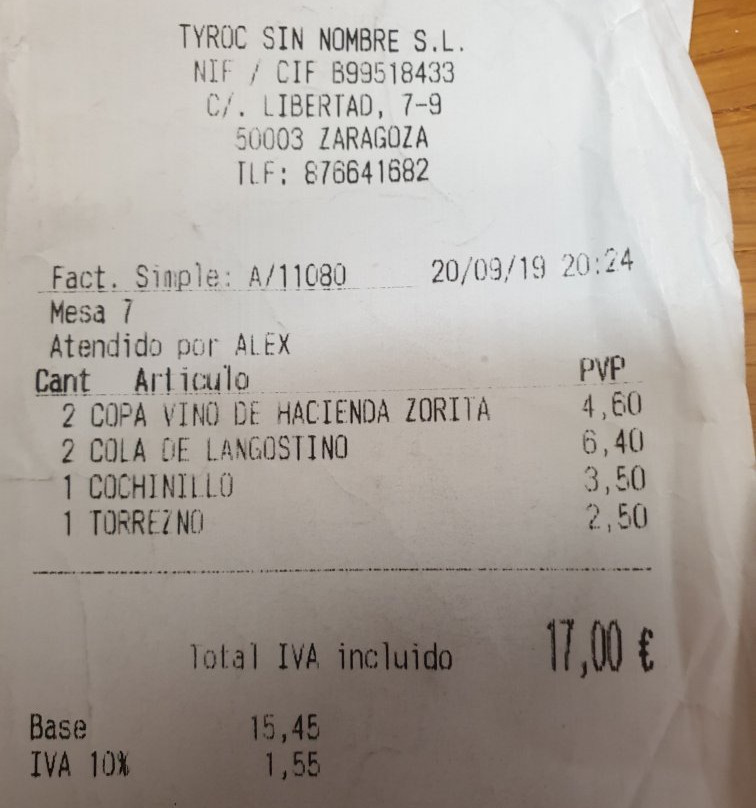 TYROC SIN NOMBRE S.L.
NIF / CIF B99518433
C/. LIBERTAD, 7-9
50003 ZARAGOZA
TLF: 876641682
Fact. Simple: A/11080 20/09/19 20:24
Mesa 7
Atendido por ALEX
Cant Articulo PVP
2 COPA VINO DE HACIENDA ZORITA 4,60
2 COLA DE LANGOSTINO 6,40
1 COCHINILLO 3,50
1 TORREZNO 2,50
Total IVA incluido 17,00 €
Base 15,45
IVA 10% 1,55